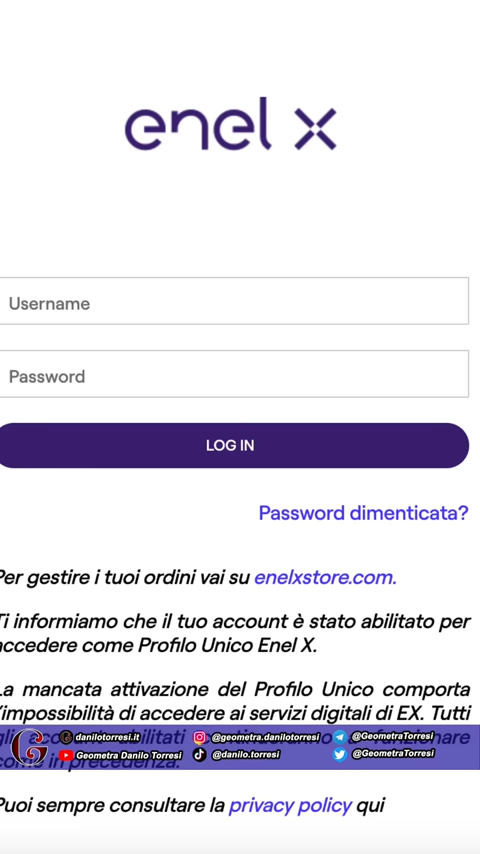 enel x
Username
Password
LOG IN
Password dimenticata?
Per gestire i tuoi ordini vai su enelxstore.com.
Ti informiamo che il tuo account è stato abilitato per
accedere come Profilo Unico Enel X.
La mancata attivazione del Profilo Unico comporta
l'impossibilità di accedere ai servizi digitali di EX. Tutti
danilotorresi.it @geometra.danilotorresi @GeometraTorresi
Geometra Danilo Torresi @danilo.torresi @GeometraTorresi
come in precedenza.
Puoi sempre consultare la privacy policy qui